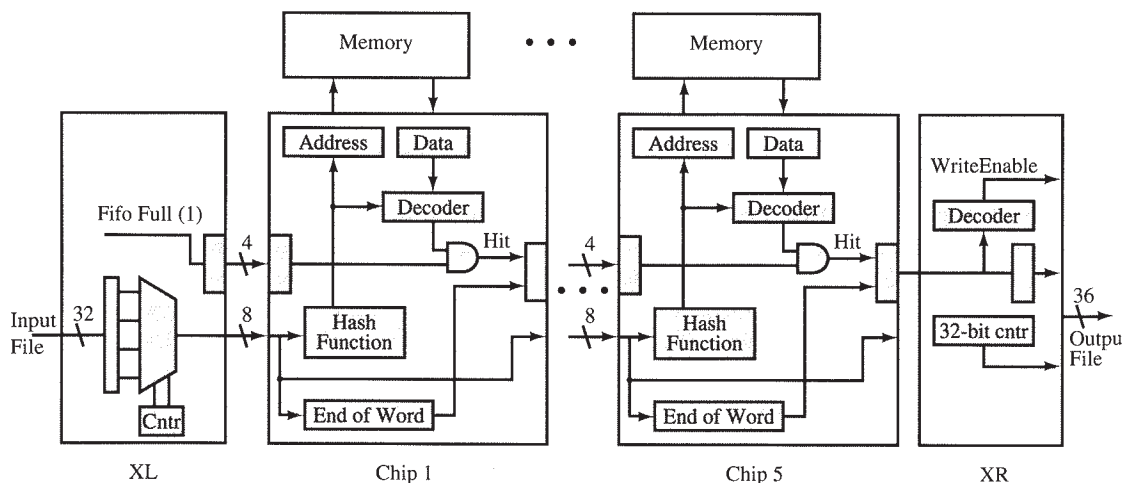 Memory
Memory
Address
Data
Address
Data
WriteEnable
Fifo Full (1)
Decoder
Decoder
Decoder
4
Hit
4
Hit
Input
File
32
8
Hash
Function
8
Hash
Function
32-bit cntr
36
Outpu
File
Cntr
End of Word
End of Word
XL
Chip 1
Chip 5
XR